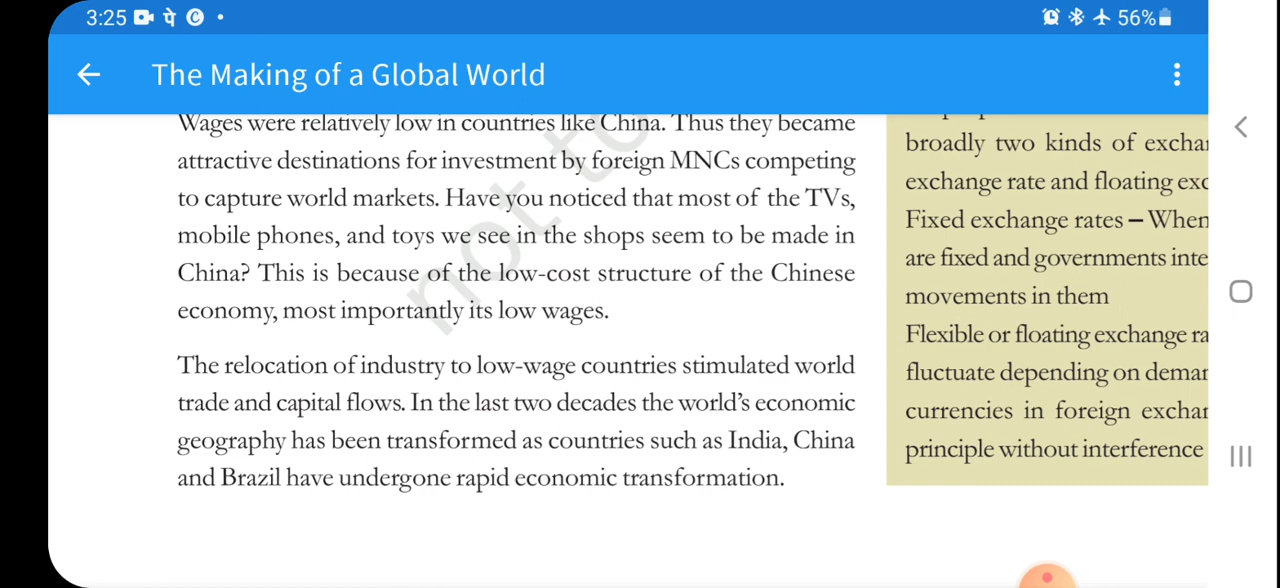 3:25 पे C
56%
The Making of a Global World
Wages were relatively low in countries like China. Thus they became
attractive destinations for investment by foreign MNCs competing
to capture world markets. Have you noticed that most of the TVs,
mobile phones, and toys we see in the shops seem to be made in
China? This is because of the low-cost structure of the Chinese
economy, most importantly its low wages.
The relocation of industry to low-wage countries stimulated world
trade and capital flows. In the last two decades the world's economic
geography has been transformed as countries such as India, China
and Brazil have undergone rapid economic transformation.
broadly two kinds of
exchange rate and floating
Fixed exchange rates – When
are fixed and governments
movements in them
Flexible or floating exchange
fluctuate depending on
currencies in foreign
principle without interference
not to